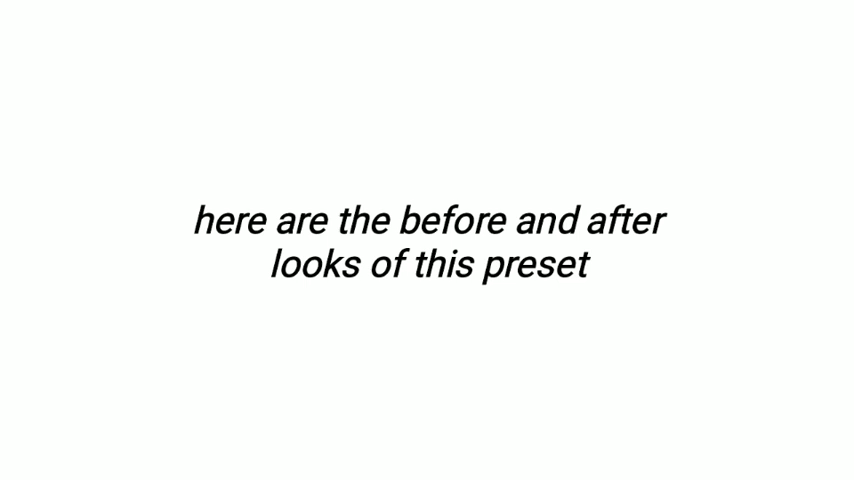 here are the before and after
looks of this preset